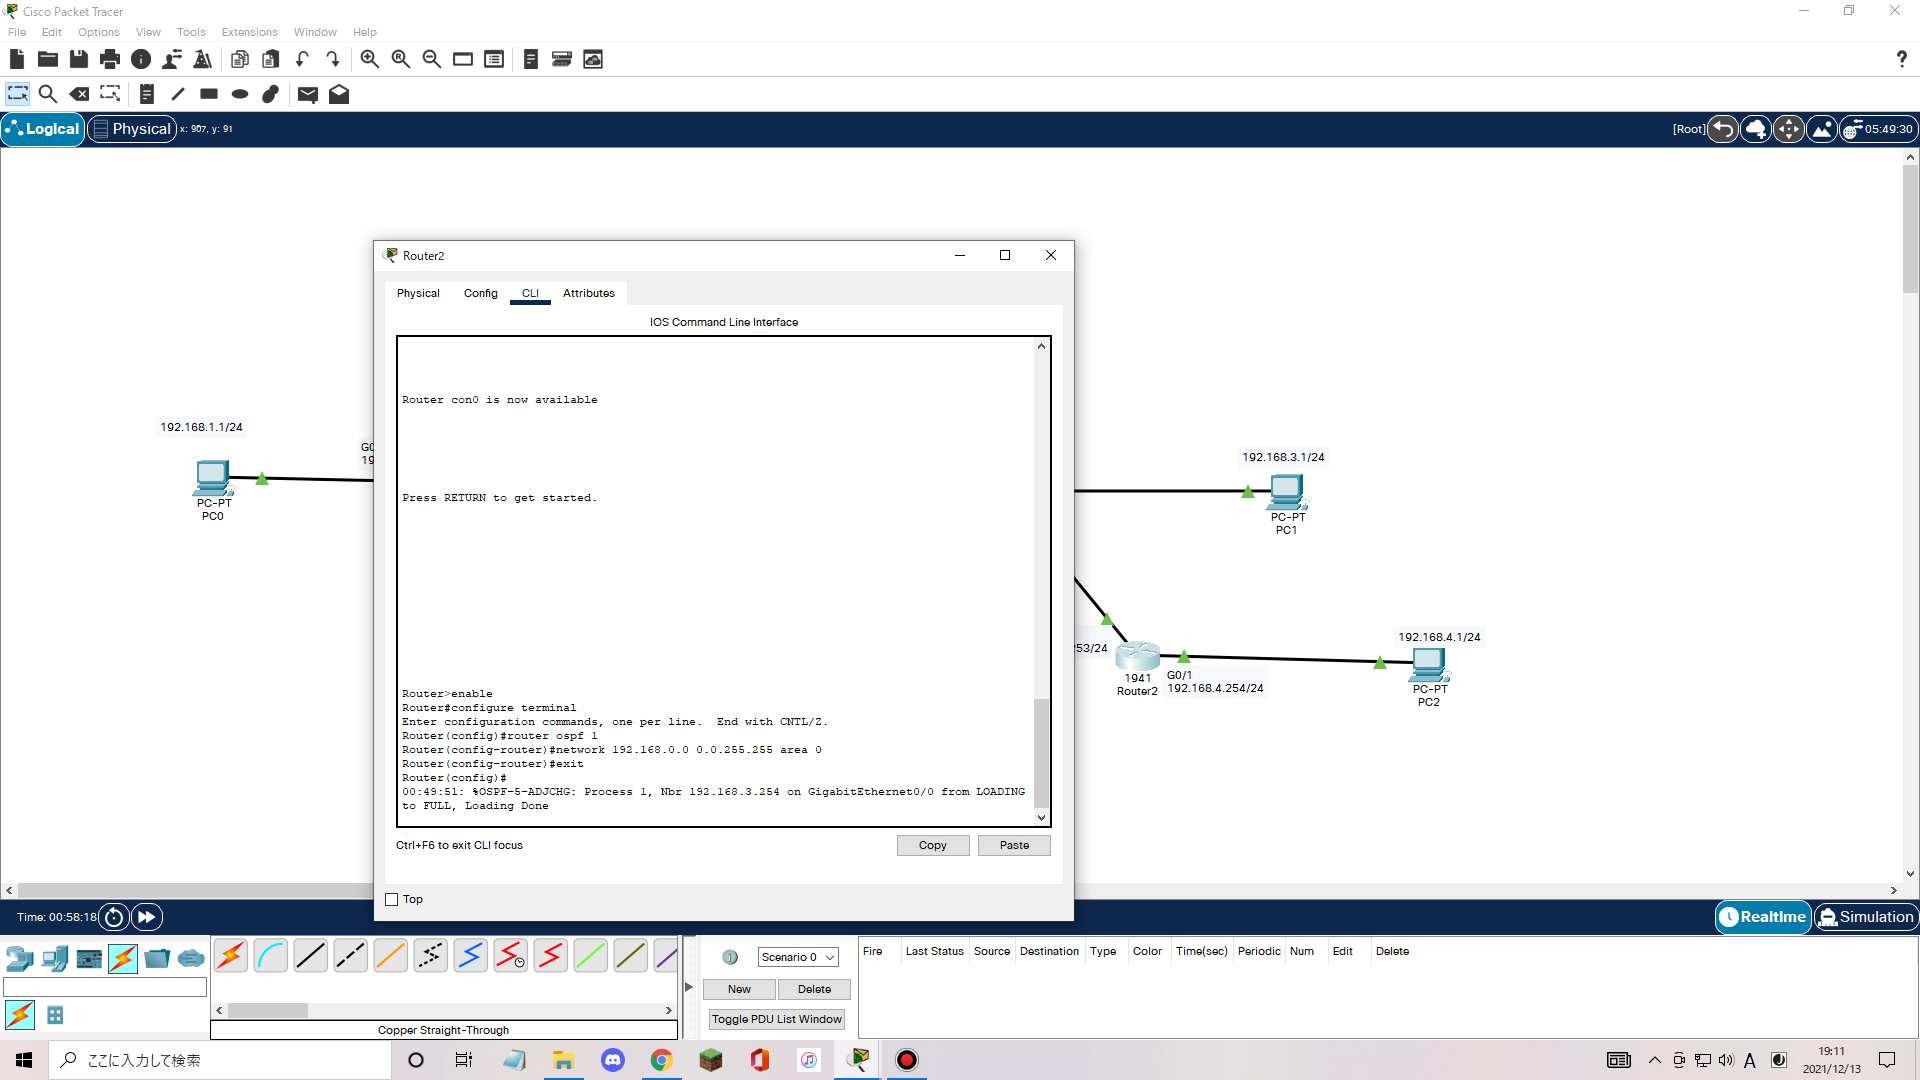 Cisco Packet Tracer
File Edit Options View Tools Extensions Window Help
Logical Physical x: 967, y: 91
[Root] 05:49:30
Router2
Physical Config CLI Attributes
IOS Command Line Interface
Router con0 is now available
Press RETURN to get started.
Router>enable
Router#configure terminal
Enter configuration commands, one per line.  End with CNTL/Z.
Router(config)#router ospf 1
Router(config-router)#network 192.168.0.0 0.0.255.255 area 0
Router(config-router)#exit
Router(config)#
00:49:51: %OSPF-5-ADJCHG: Process 1, Nbr 192.168.3.254 on GigabitEthernet0/0 from LOADING
to FULL, Loading Done
Ctrl+F6 to exit CLI focus
Copy Paste
Top
192.168.1.1/24
PC-PT
PC0
G0
19
192.168.3.1/24
PC-PT
PC1
53/24
1941
Router2
G0/1
192.168.4.254/24
192.168.4.1/24
PC-PT
PC2
Time: 00:58:18
Realtime Simulation
Copper Straight-Through
Scenario 0
New Delete
Toggle PDU List Window
Fire Last Status Source Destination Type Color Time(sec) Periodic Num Edit Delete
ここに入力して検索
A
19:11
2021/12/13